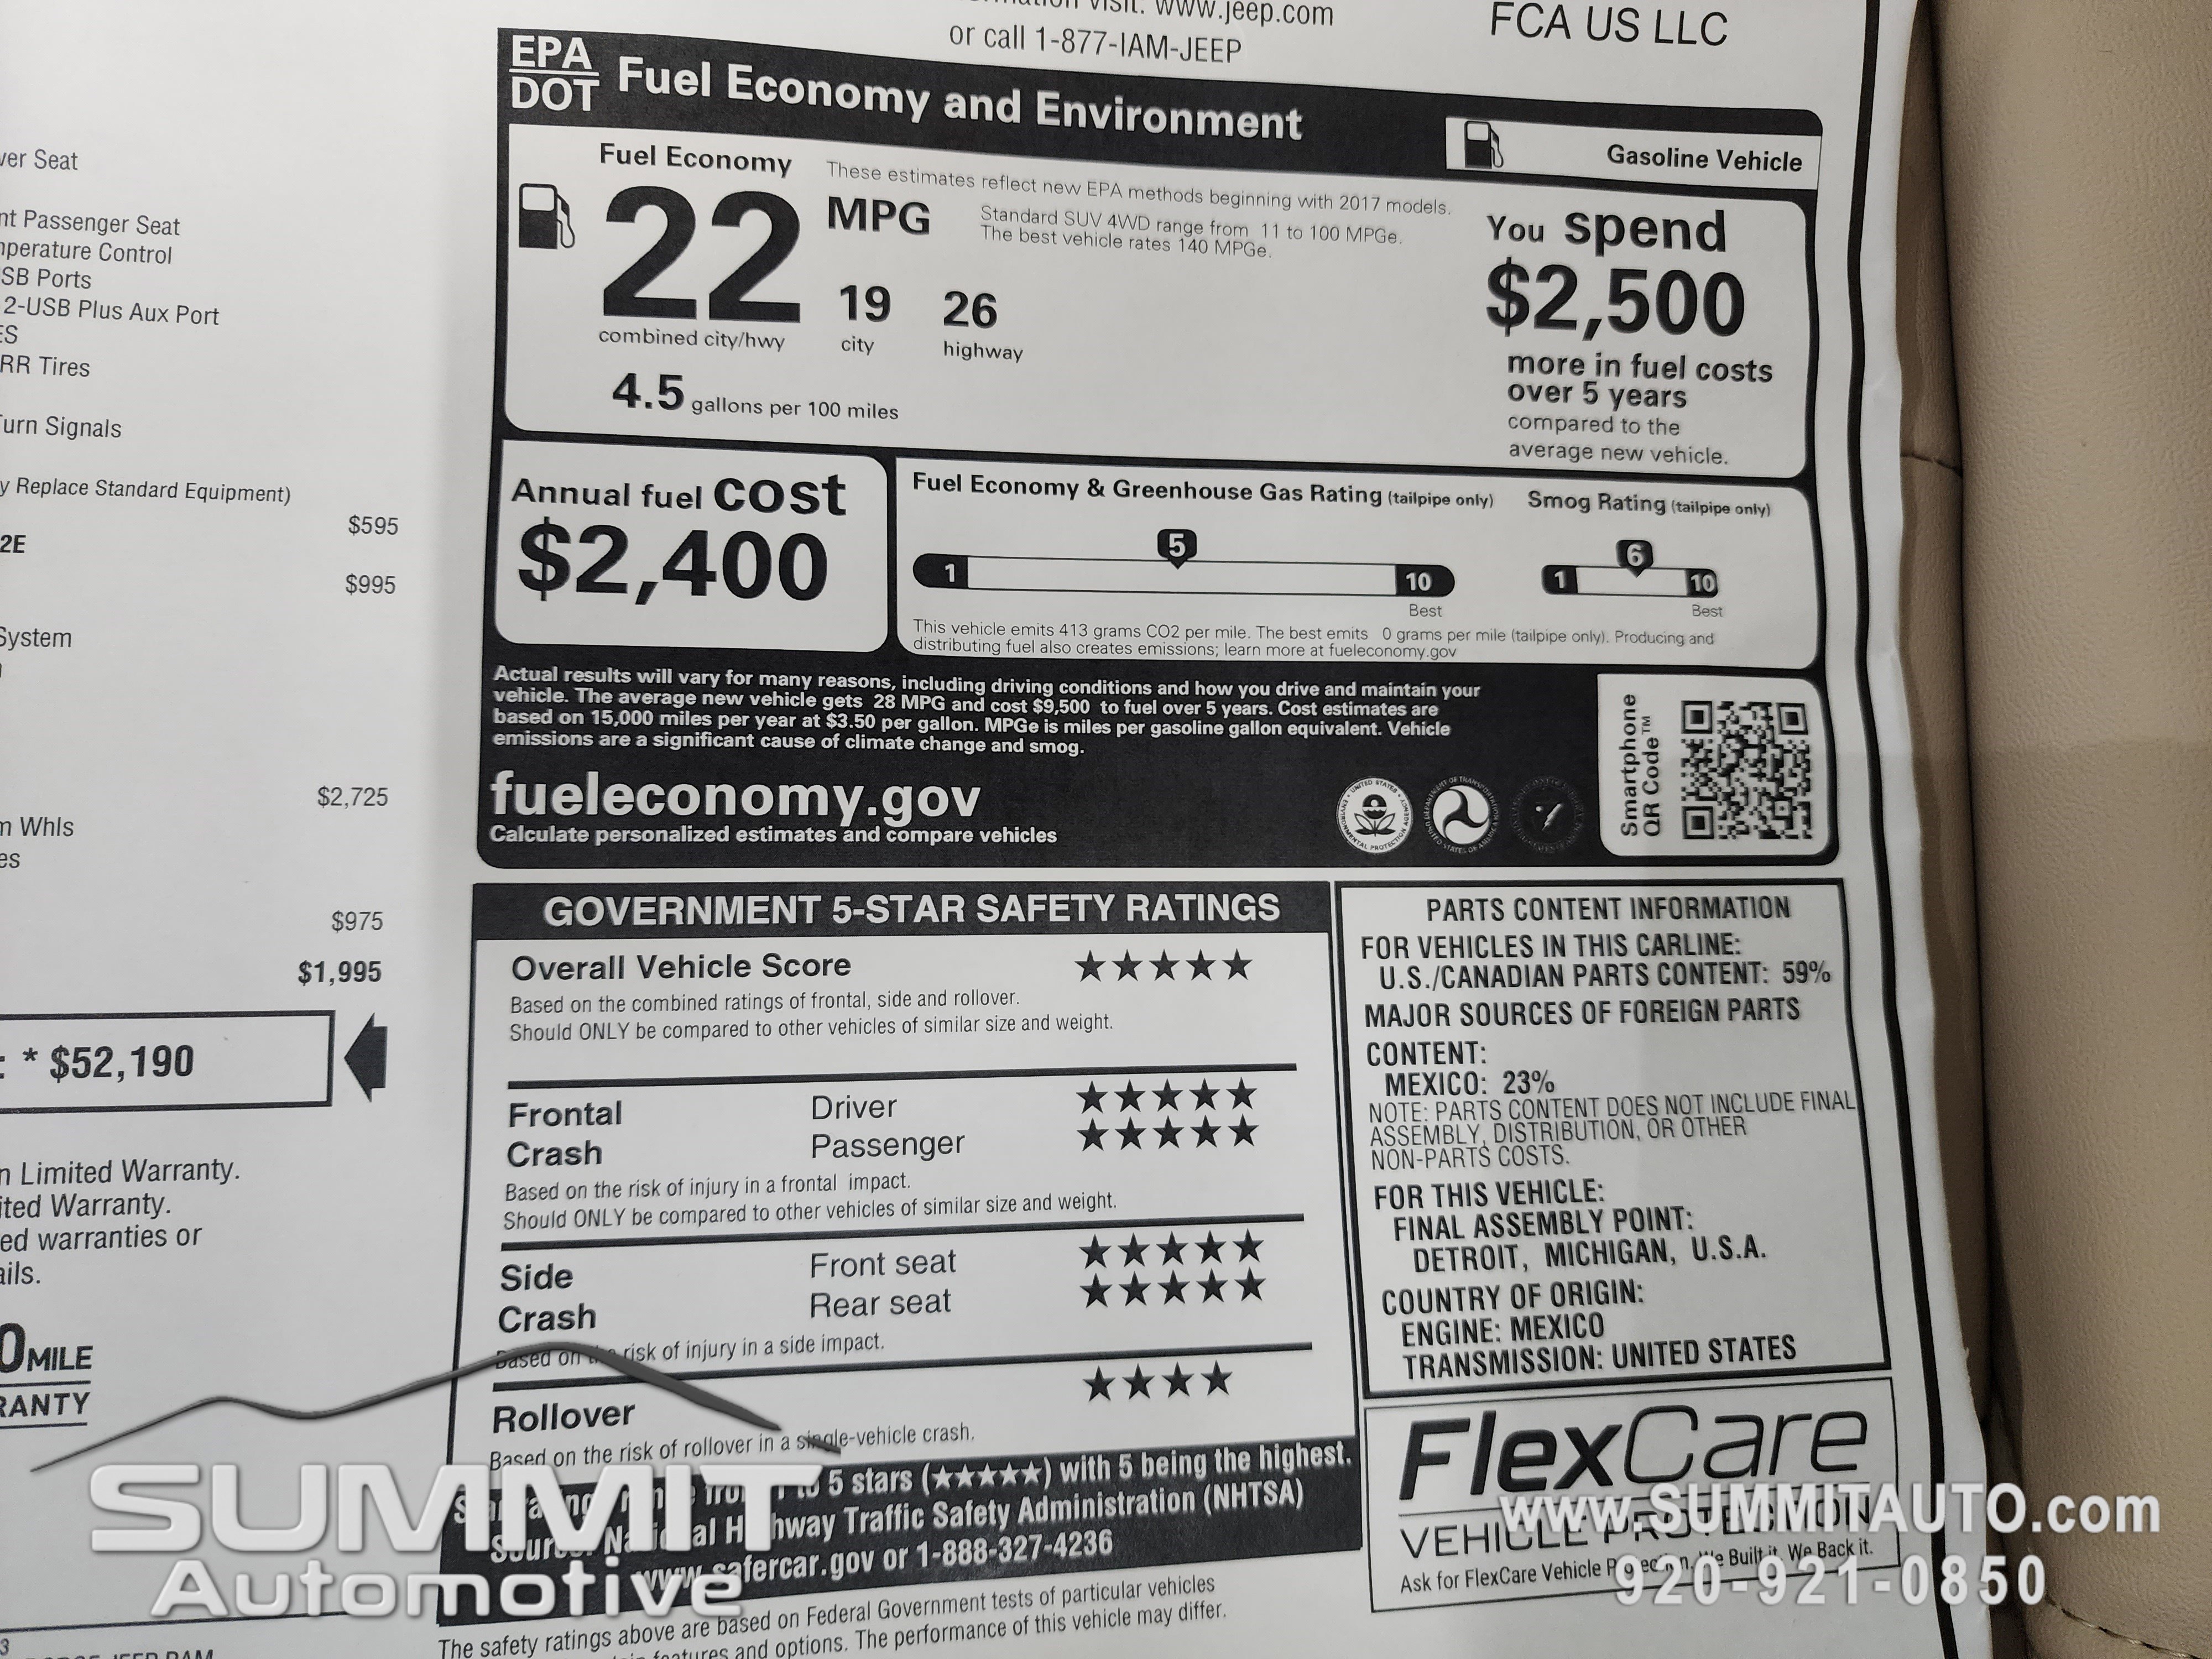 ver Seat
nt Passenger Seat
perature Control
SB Ports
2-USB Plus Aux Port
ES
RR Tires
urn Signals
y Replace Standard Equipment)
$595
2E
$995
System
$2,725
m Whls
es
$975
$1,995
: * $52,190
n Limited Warranty.
ited Warranty.
ed warranties or
ails.
0 MILE
RANTY
visit: www.jeep.com
or call 1-877-IAM-JEEP
FCA US LLC
EPA
DOT
Fuel Economy and Environment
Gasoline Vehicle
Fuel Economy
These estimates reflect new EPA methods beginning with 2017 models.
22 MPG
Standard SUV 4WD range from 11 to 100 MPGe.
The best vehicle rates 140 MPGe.
19 26
combined city/hwy city highway
4.5 gallons per 100 miles
You spend
$2,500
more in fuel costs
over 5 years
compared to the
average new vehicle.
Annual fuel cost
$2,400
Fuel Economy & Greenhouse Gas Rating (tailpipe only)
5
1 10
Best
Smog Rating (tailpipe only)
6
1 10
Best
This vehicle emits 413 grams CO2 per mile. The best emits 0 grams per mile (tailpipe only). Producing and
distributing fuel also creates emissions; learn more at fueleconomy.gov
Actual results will vary for many reasons, including driving conditions and how you drive and maintain your
vehicle. The average new vehicle gets 28 MPG and cost $9,500 to fuel over 5 years. Cost estimates are
based on 15,000 miles per year at $3.50 per gallon. MPGe is miles per gasoline gallon equivalent. Vehicle
emissions are a significant cause of climate change and smog.
fueleconomy.gov
Calculate personalized estimates and compare vehicles
Smartphone
QR Code™
GOVERNMENT 5-STAR SAFETY RATINGS
Overall Vehicle Score ★★★★★
Based on the combined ratings of frontal, side and rollover.
Should ONLY be compared to other vehicles of similar size and weight.
Frontal Driver ★★★★★
Crash Passenger ★★★★★
Based on the risk of injury in a frontal impact.
Should ONLY be compared to other vehicles of similar size and weight.
Side Front seat ★★★★★
Crash Rear seat ★★★★★
Based on the risk of injury in a side impact.
Rollover ★★★★
Based on the risk of rollover in a single-vehicle crash.
5 stars (★★★★★) with 5 being the highest.
Source: National Highway Traffic Safety Administration (NHTSA)
www.safercar.gov or 1-888-327-4236
The safety ratings above are based on Federal Government tests of particular vehicles
features and options. The performance of this vehicle may differ.
PARTS CONTENT INFORMATION
FOR VEHICLES IN THIS CARLINE:
U.S./CANADIAN PARTS CONTENT: 59%
MAJOR SOURCES OF FOREIGN PARTS
CONTENT:
MEXICO: 23%
NOTE: PARTS CONTENT DOES NOT INCLUDE FINAL
ASSEMBLY, DISTRIBUTION, OR OTHER
NON-PARTS COSTS.
FOR THIS VEHICLE:
FINAL ASSEMBLY POINT:
DETROIT, MICHIGAN, U.S.A.
COUNTRY OF ORIGIN:
ENGINE: MEXICO
TRANSMISSION: UNITED STATES
FlexCare
VEHICLE PROTECTION
Ask for FlexCare Vehicle Protection. We Built it. We Back it.
SUMMIT
Automotive
www.SUMMITAUTO.com
920-921-0850